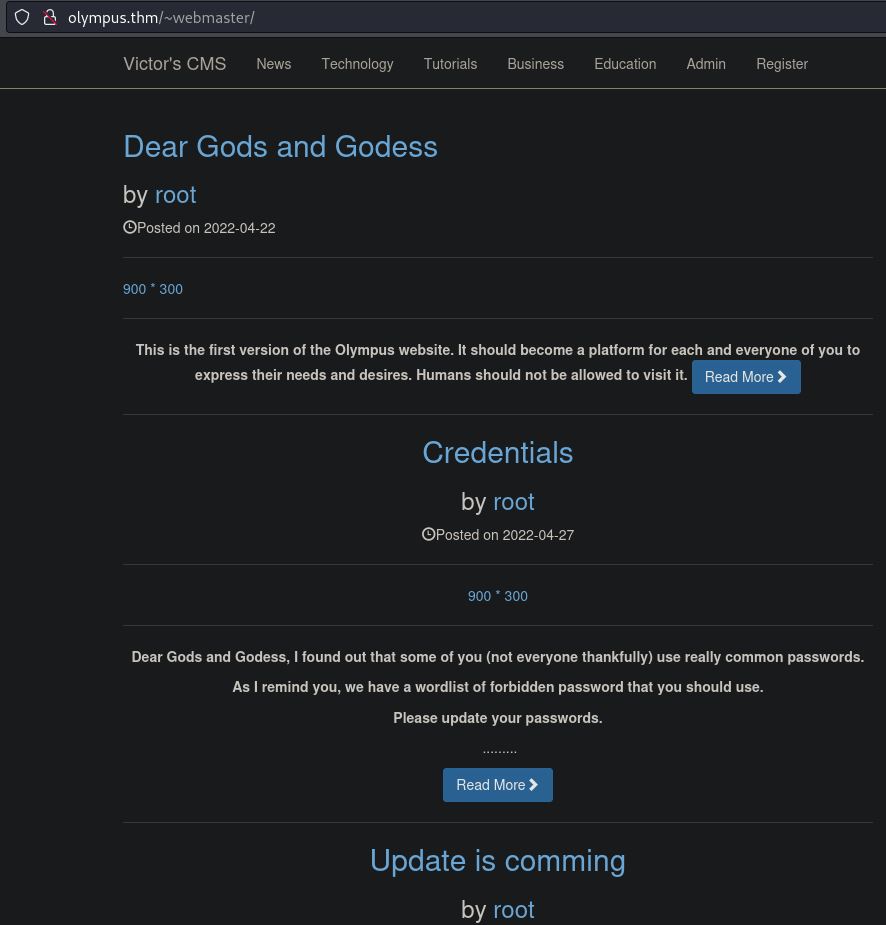 olympus.thm/~webmaster/
Victor's CMS News Technology Tutorials Business Education Admin Register
Dear Gods and Godess
by root
Posted on 2022-04-22
900 * 300
This is the first version of the Olympus website. It should become a platform for each and everyone of you to
express their needs and desires. Humans should not be allowed to visit it. Read More
Credentials
by root
Posted on 2022-04-27
900 * 300
Dear Gods and Godess, I found out that some of you (not everyone thankfully) use really common passwords.
As I remind you, we have a wordlist of forbidden password that you should use.
Please update your passwords.
.........
Read More
Update is comming
by root